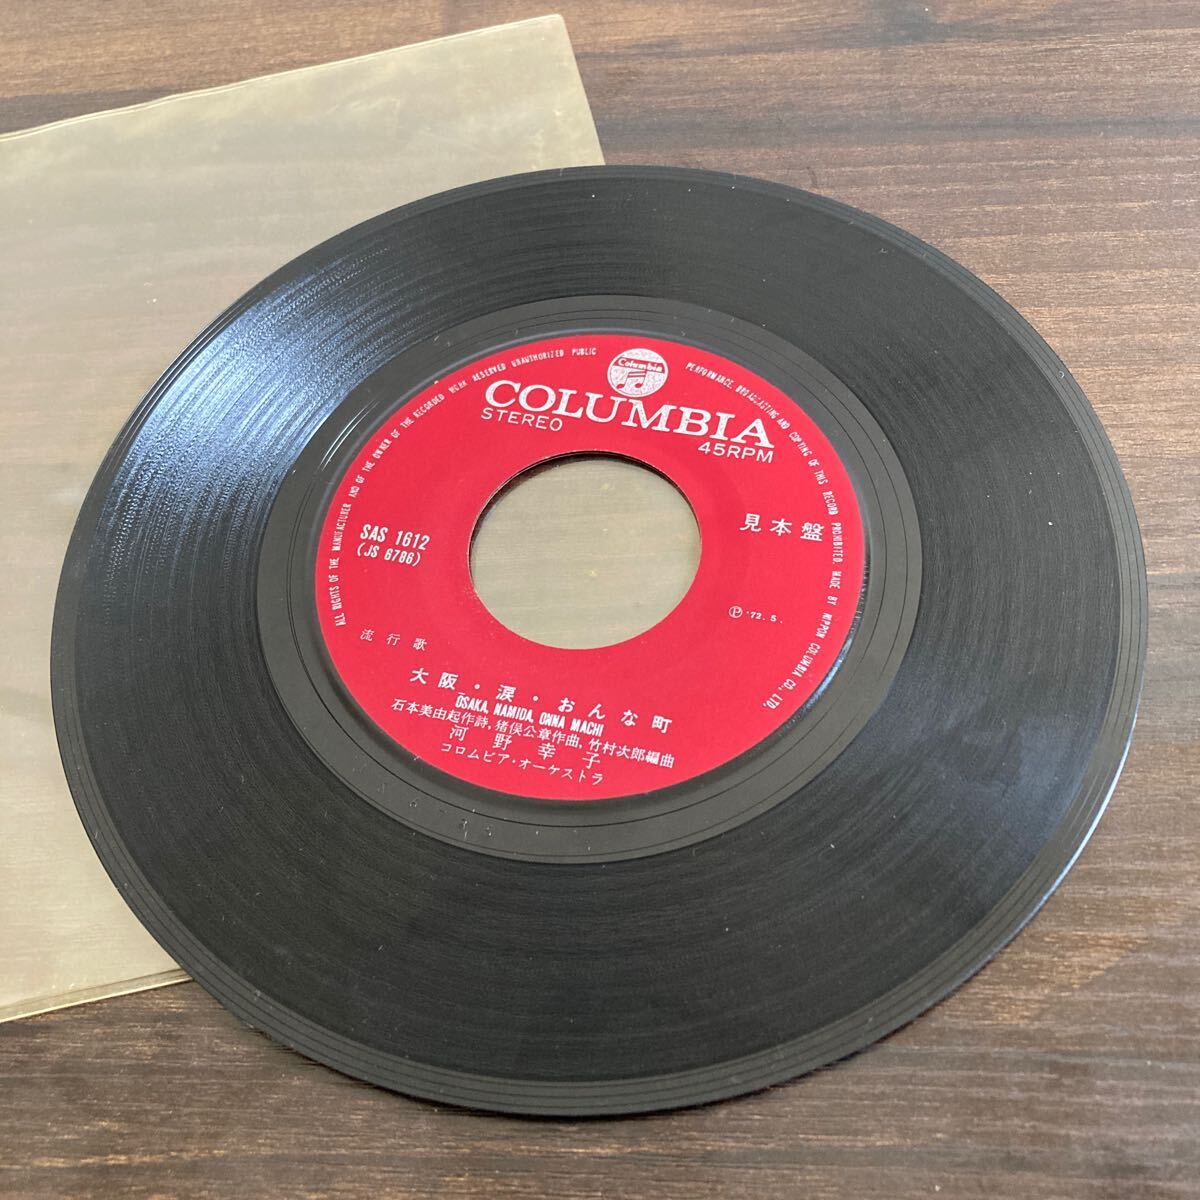 Columbia
COLUMBIA
STEREO
45RPM
SAS 1612
(JS 6786)
見本盤
Ⓟ '72. 5.
流行歌
大阪・涙・おんな町
ŌSAKA, NAMIDA, ONNA MACHI
石本美由起作詩, 猪俣公章作曲, 竹村次郎編曲
河野幸子
コロムビア・オーケストラ
ALL RIGHTS OF THE MANUFACTURER AND OF THE OWNER OF THE RECORDED WORK RESERVED UNAUTHORIZED PUBLIC PERFORMANCE, BROADCASTING AND COPYING OF THIS RECORD PROHIBITED. MADE BY NIPPON COLUMBIA CO., LTD.